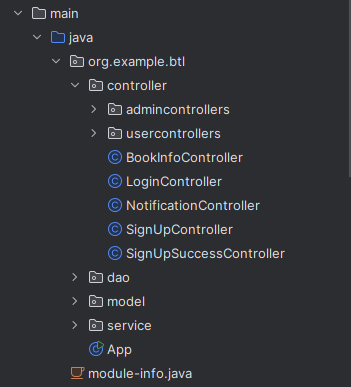 main
java
org.example.btl
controller
admincontrollers
usercontrollers
BookInfoController
LoginController
NotificationController
SignUpController
SignUpSuccessController
dao
model
service
App
module-info.java